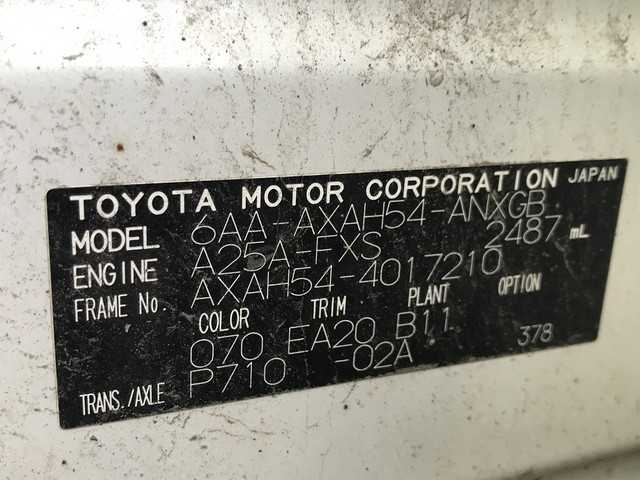 TOYOTA MOTOR CORPORATION JAPAN
MODEL 6AA-AXAH54-ANXGB
ENGINE A25A-FXS 2487 mL
FRAME No. AXAH54-4017210
COLOR TRIM PLANT OPTION
070 EA20 B11
TRANS./AXLE P710 -02A 378